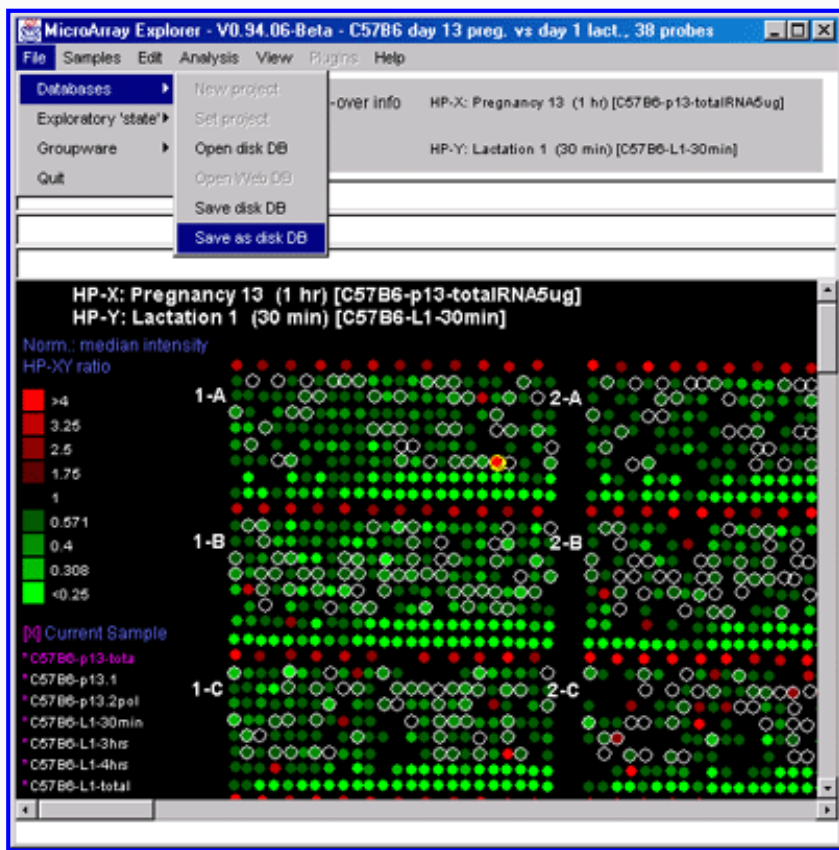 MicroArray Explorer - V0.94.06-Beta - C57B6 day 13 preg. vs day 1 lact., 38 probes
File Samples Edit Analysis View Plugins Help
Databases
Exploratory 'state'
Groupware
Quit
New project
Set project
Open disk DB
Open Web DB
Save disk DB
Save as disk DB
-over info
HP-X: Pregnancy 13 (1 hr) [C57B6-p13-totalRNA5ug]
HP-Y: Lactation 1 (30 min) [C57B6-L1-30min]
HP-X: Pregnancy 13 (1 hr) [C57B6-p13-totalRNA5ug]
HP-Y: Lactation 1 (30 min) [C57B6-L1-30min]
Norm.: median intensity
HP-XY ratio
>4
3.25
2.5
1.75
1
0.571
0.4
0.308
<0.25
1-A
2-A
1-B
2-B
1-C
2-C
[X] Current Sample
*C57B6-p13-tota
*C57B6-p13.1
*C57B6-p13.2pol
*C57B6-L1-30min
*C57B6-L1-3hrs
*C57B6-L1-4hrs
*C57B6-L1-total